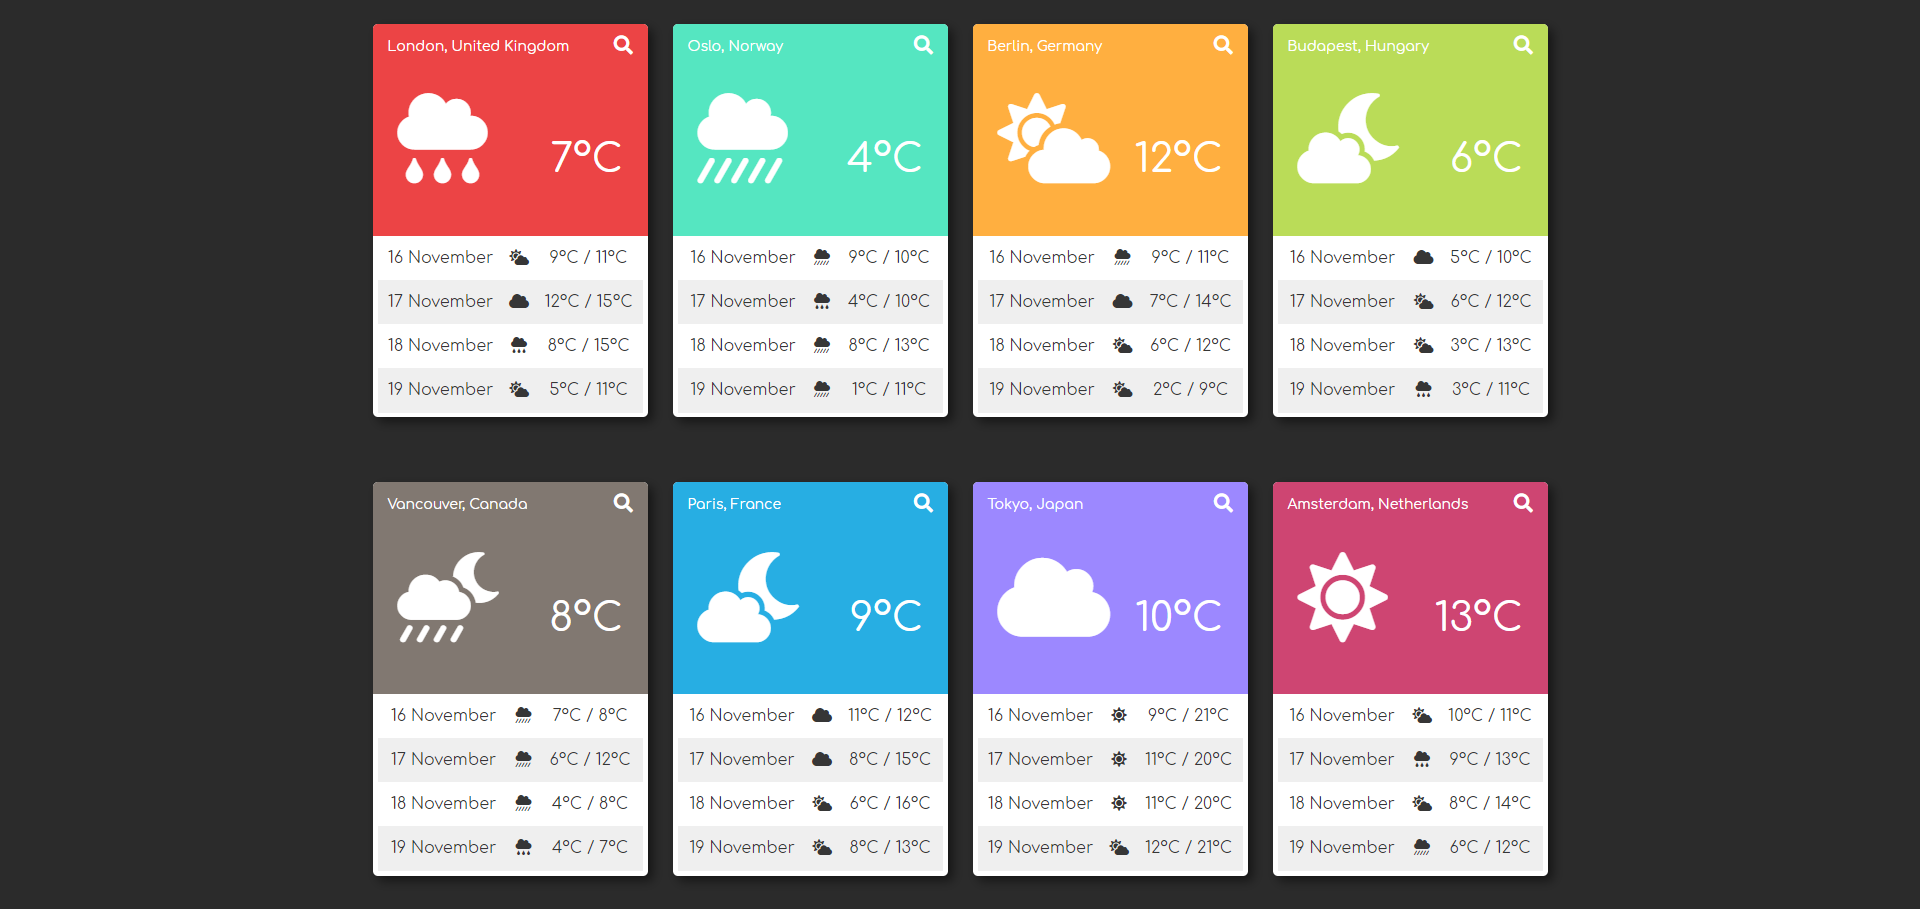 London, United Kingdom
7°C
16 November 9°C / 11°C
17 November 12°C / 15°C
18 November 8°C / 15°C
19 November 5°C / 11°C
Oslo, Norway
4°C
16 November 9°C / 10°C
17 November 4°C / 10°C
18 November 8°C / 13°C
19 November 1°C / 11°C
Berlin, Germany
12°C
16 November 9°C / 11°C
17 November 7°C / 14°C
18 November 6°C / 12°C
19 November 2°C / 9°C
Budapest, Hungary
6°C
16 November 5°C / 10°C
17 November 6°C / 12°C
18 November 3°C / 13°C
19 November 3°C / 11°C
Vancouver, Canada
8°C
16 November 7°C / 8°C
17 November 6°C / 12°C
18 November 4°C / 8°C
19 November 4°C / 7°C
Paris, France
9°C
16 November 11°C / 12°C
17 November 8°C / 15°C
18 November 6°C / 16°C
19 November 8°C / 13°C
Tokyo, Japan
10°C
16 November 9°C / 21°C
17 November 11°C / 20°C
18 November 11°C / 20°C
19 November 12°C / 21°C
Amsterdam, Netherlands
13°C
16 November 10°C / 11°C
17 November 9°C / 13°C
18 November 8°C / 14°C
19 November 6°C / 12°C